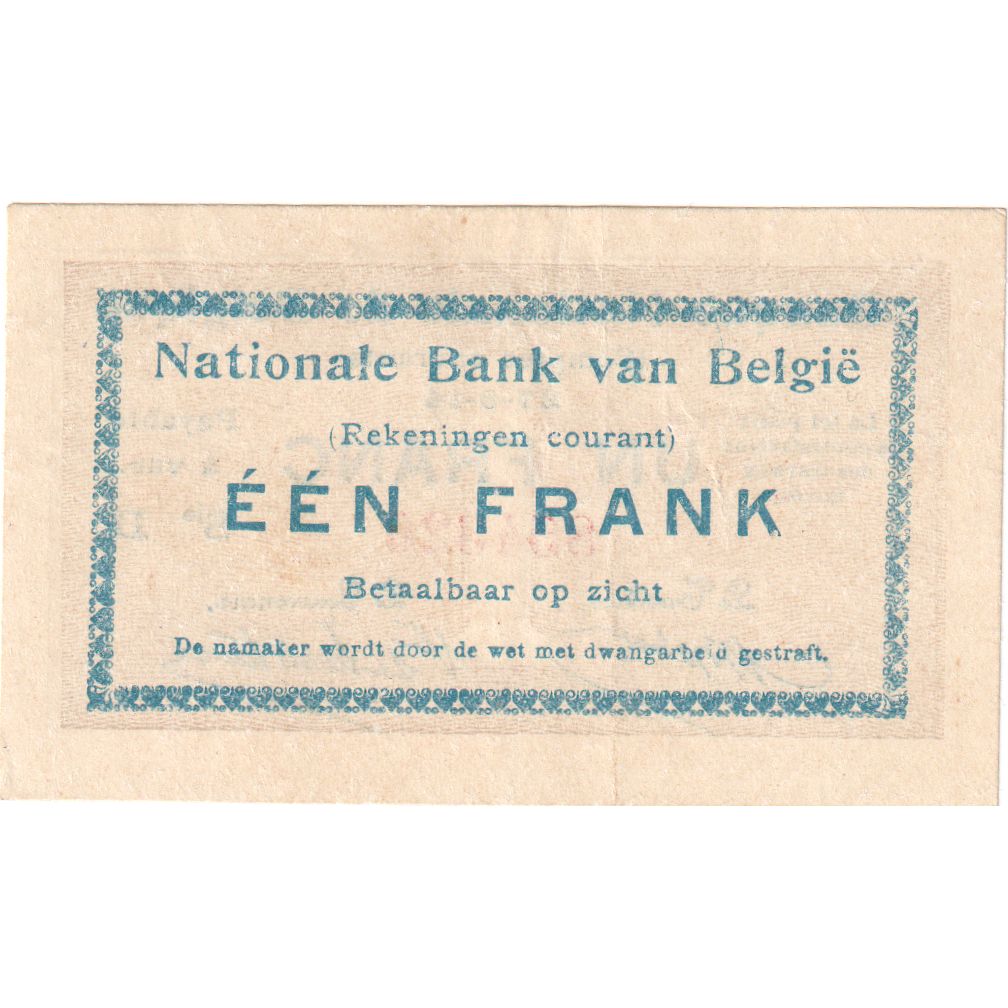 Nationale Bank van België
(Rekeningen courant)
ÉÉN FRANK
Betaalbaar op zicht
De namaker wordt door de wet met dwangarbeid gestraft.